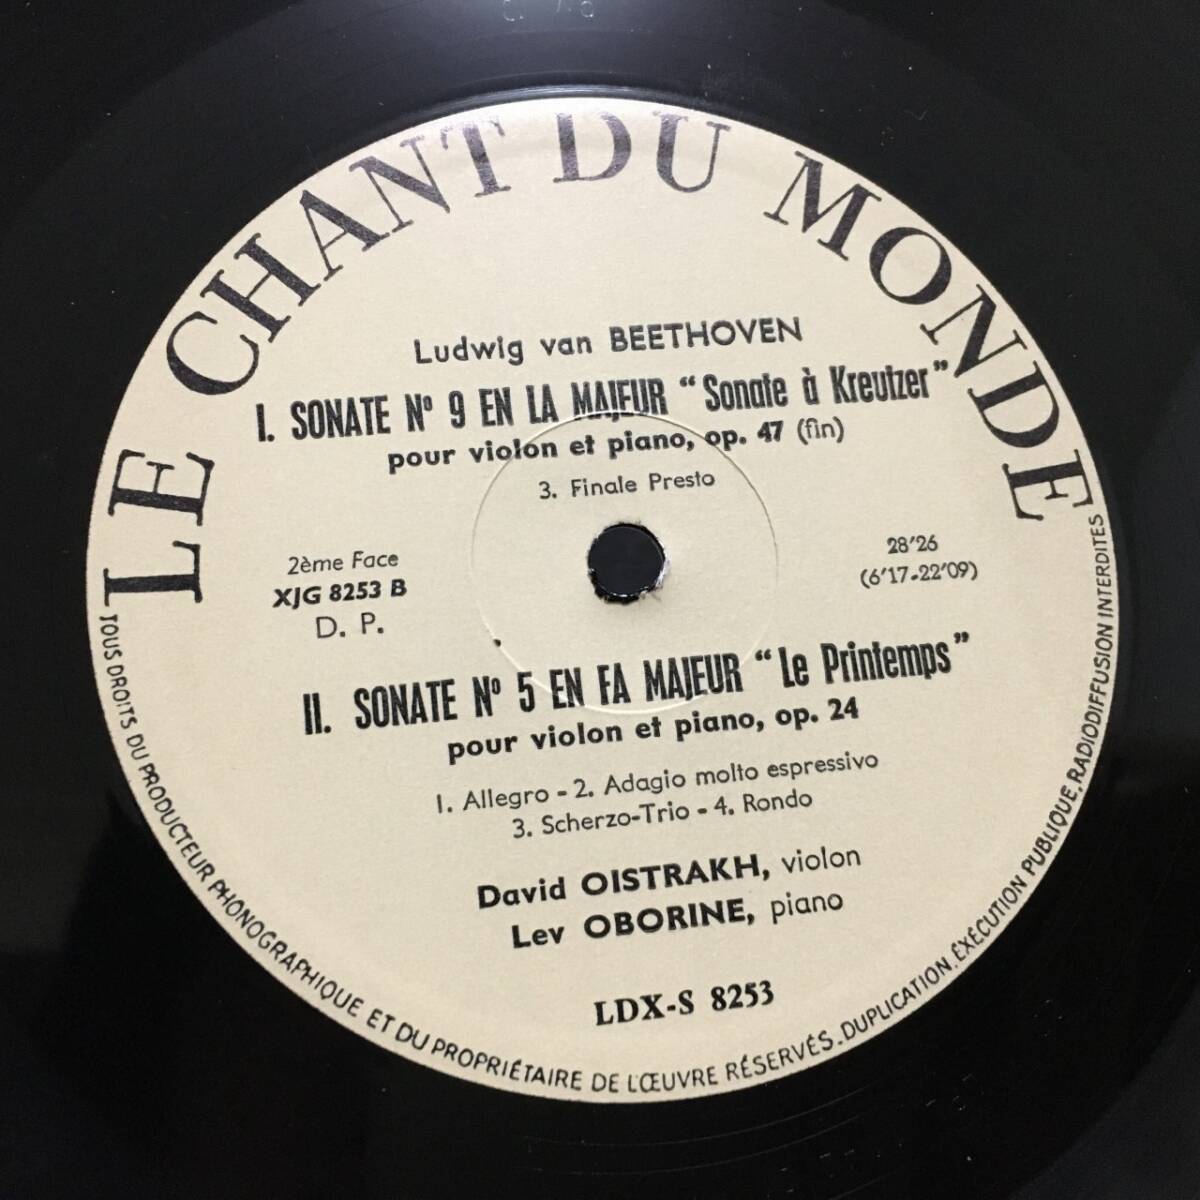 LE CHANT DU MONDE
Ludwig van BEETHOVEN
I. SONATE Nº 9 EN LA MAJEUR “Sonate à Kreutzer”
pour violon et piano, op. 47 (fin)
3. Finale Presto
2ème Face
XJG 8253 B
D. P.
28'26
(6'17-22'09)
II. SONATE Nº 5 EN FA MAJEUR “Le Printemps”
pour violon et piano, op. 24
1. Allegro - 2. Adagio molto espressivo
3. Scherzo-Trio - 4. Rondo
David OISTRAKH, violon
Lev OBORINE, piano
LDX-S 8253
TOUS DROITS DU PRODUCTEUR PHONOGRAPHIQUE ET DU PROPRIÉTAIRE DE L'ŒUVRE RÉSERVÉS. DUPLICATION. EXÉCUTION PUBLIQUE. RADIODIFFUSION INTERDITES